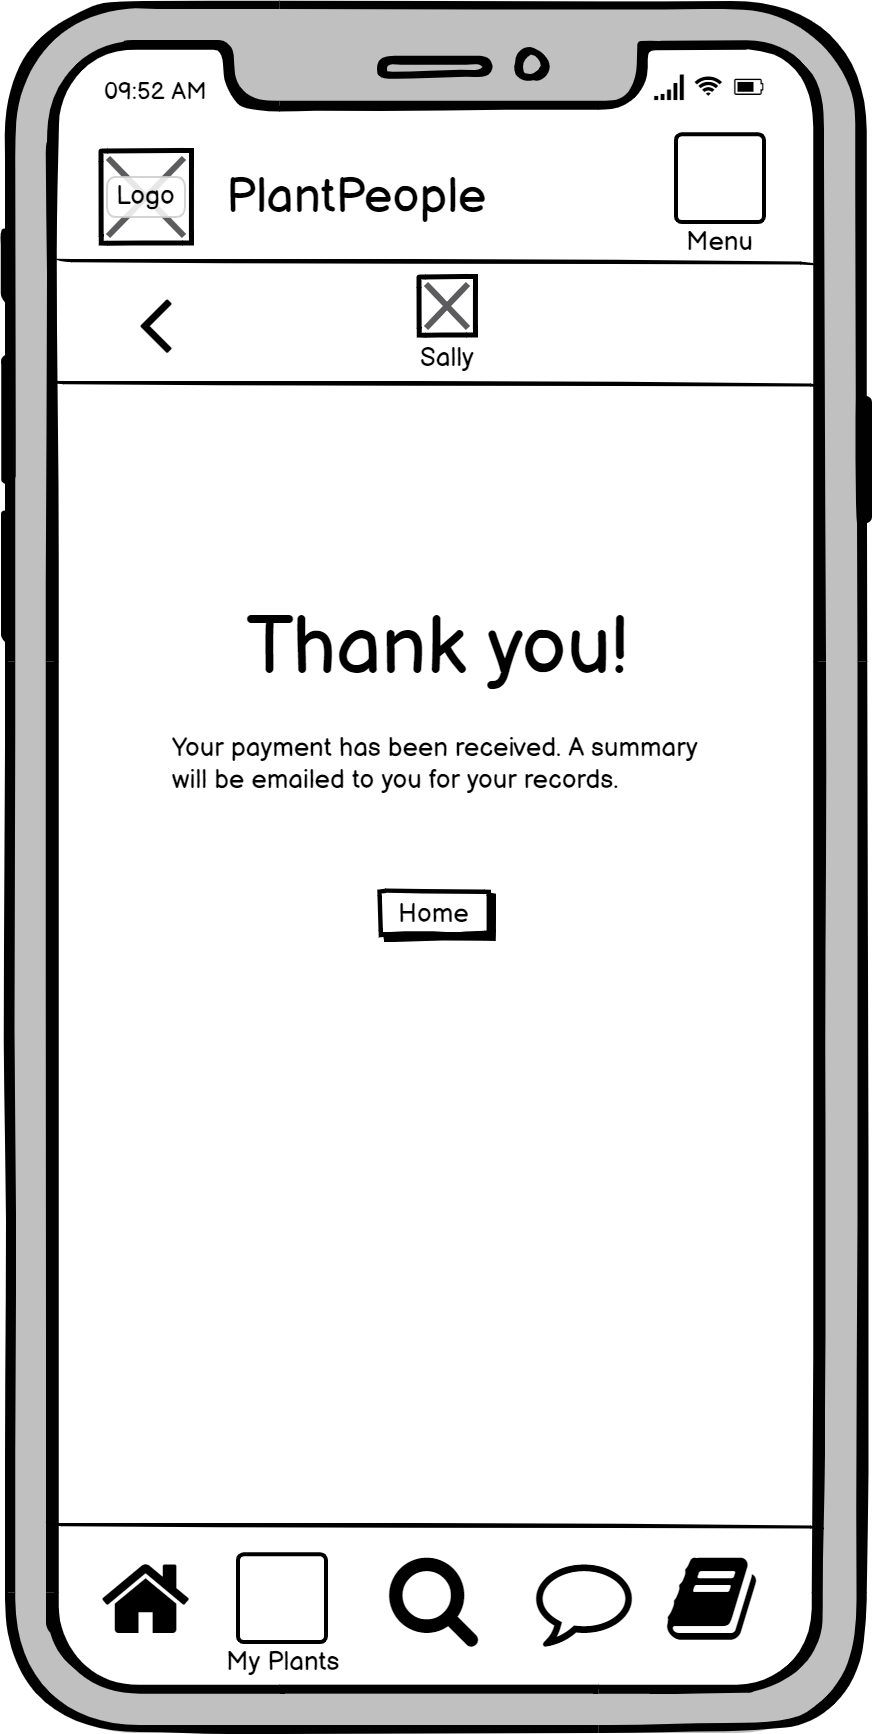 09:52 AM
Logo
PlantPeople
Menu
Sally
Thank you!
Your payment has been received. A summary
will be emailed to you for your records.
Home
My Plants